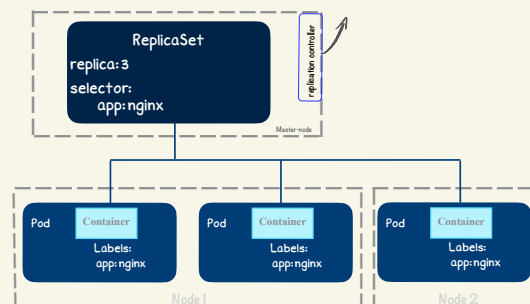 ReplicaSet
replica:3
selector:
app:nginx
replication controller
Master-node
Pod
Container
Labels:
app:nginx
Pod
Container
Labels:
app:nginx
Pod
Container
Labels:
app:nginx
Node 1
Node 2